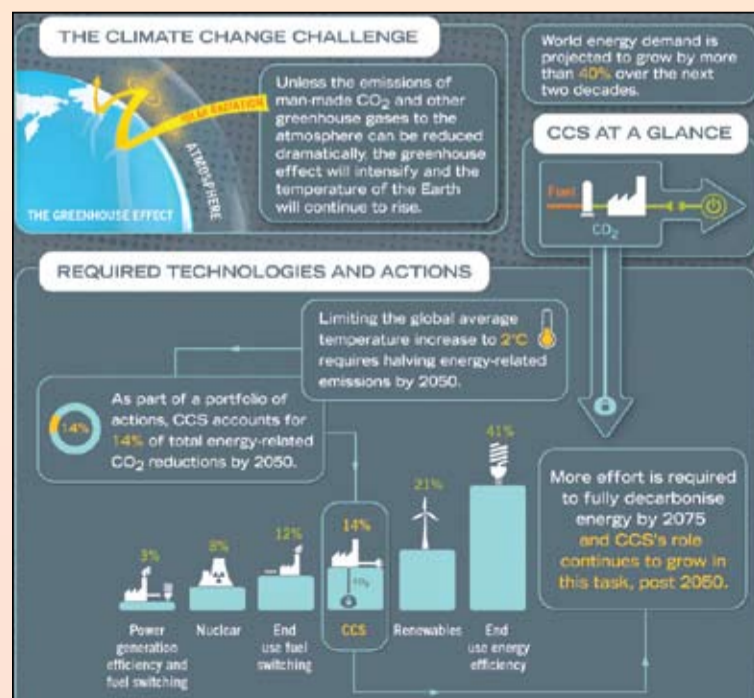 THE CLIMATE CHANGE CHALLENGE
SOLAR RADIATION
ATMOSPHERE
THE GREENHOUSE EFFECT
Unless the emissions of
man-made CO₂ and other
greenhouse gases to the
atmosphere can be reduced
dramatically, the greenhouse
effect will intensify and the
temperature of the Earth
will continue to rise.
World energy demand is
projected to grow by more
than 40% over the next
two decades.
CCS AT A GLANCE
Fuel
CO₂
REQUIRED TECHNOLOGIES AND ACTIONS
Limiting the global average
temperature increase to 2°C
requires halving energy-related
emissions by 2050.
14%
As part of a portfolio of
actions, CCS accounts for
14% of total energy-related
CO₂ reductions by 2050.
3%
8%
12%
14%
21%
41%
CO₂
Power
generation
efficiency and
fuel switching
Nuclear
End
use fuel
switching
CCS
Renewables
End
use energy
efficiency
More effort is required
to fully decarbonise
energy by 2075
and CCS's role
continues to grow in
this task, post 2050.